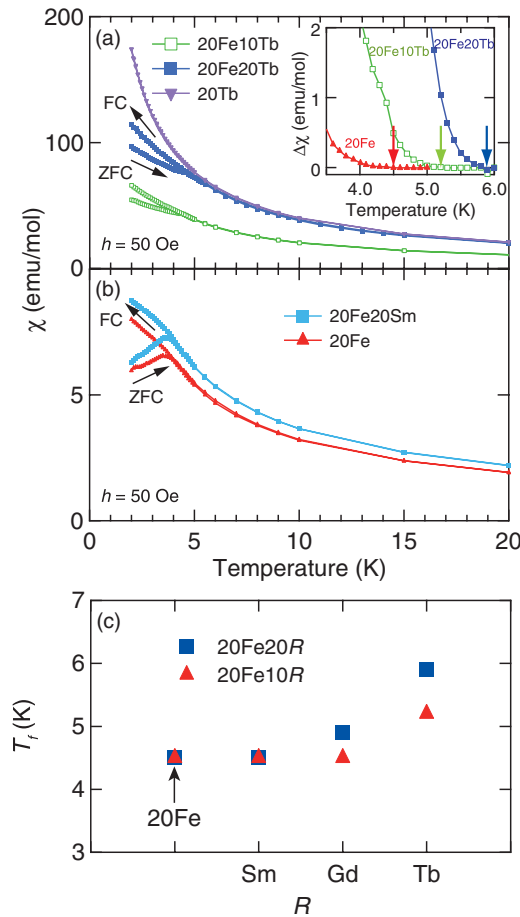 (a)
20Fe10Tb
20Fe20Tb
20Tb
FC
ZFC
h = 50 Oe
200
100
0
20Fe10Tb
20Fe20Tb
20Fe
2
1
0
Δχ (emu/mol)
4.0 5.0 6.0
Temperature (K)
χ (emu/mol)
(b)
20Fe20Sm
20Fe
FC
ZFC
h = 50 Oe
5
0
0 5 10 15 20
Temperature (K)
(c)
20Fe20R
20Fe10R
20Fe
7
6
5
4
3
Tf (K)
Sm Gd Tb
R